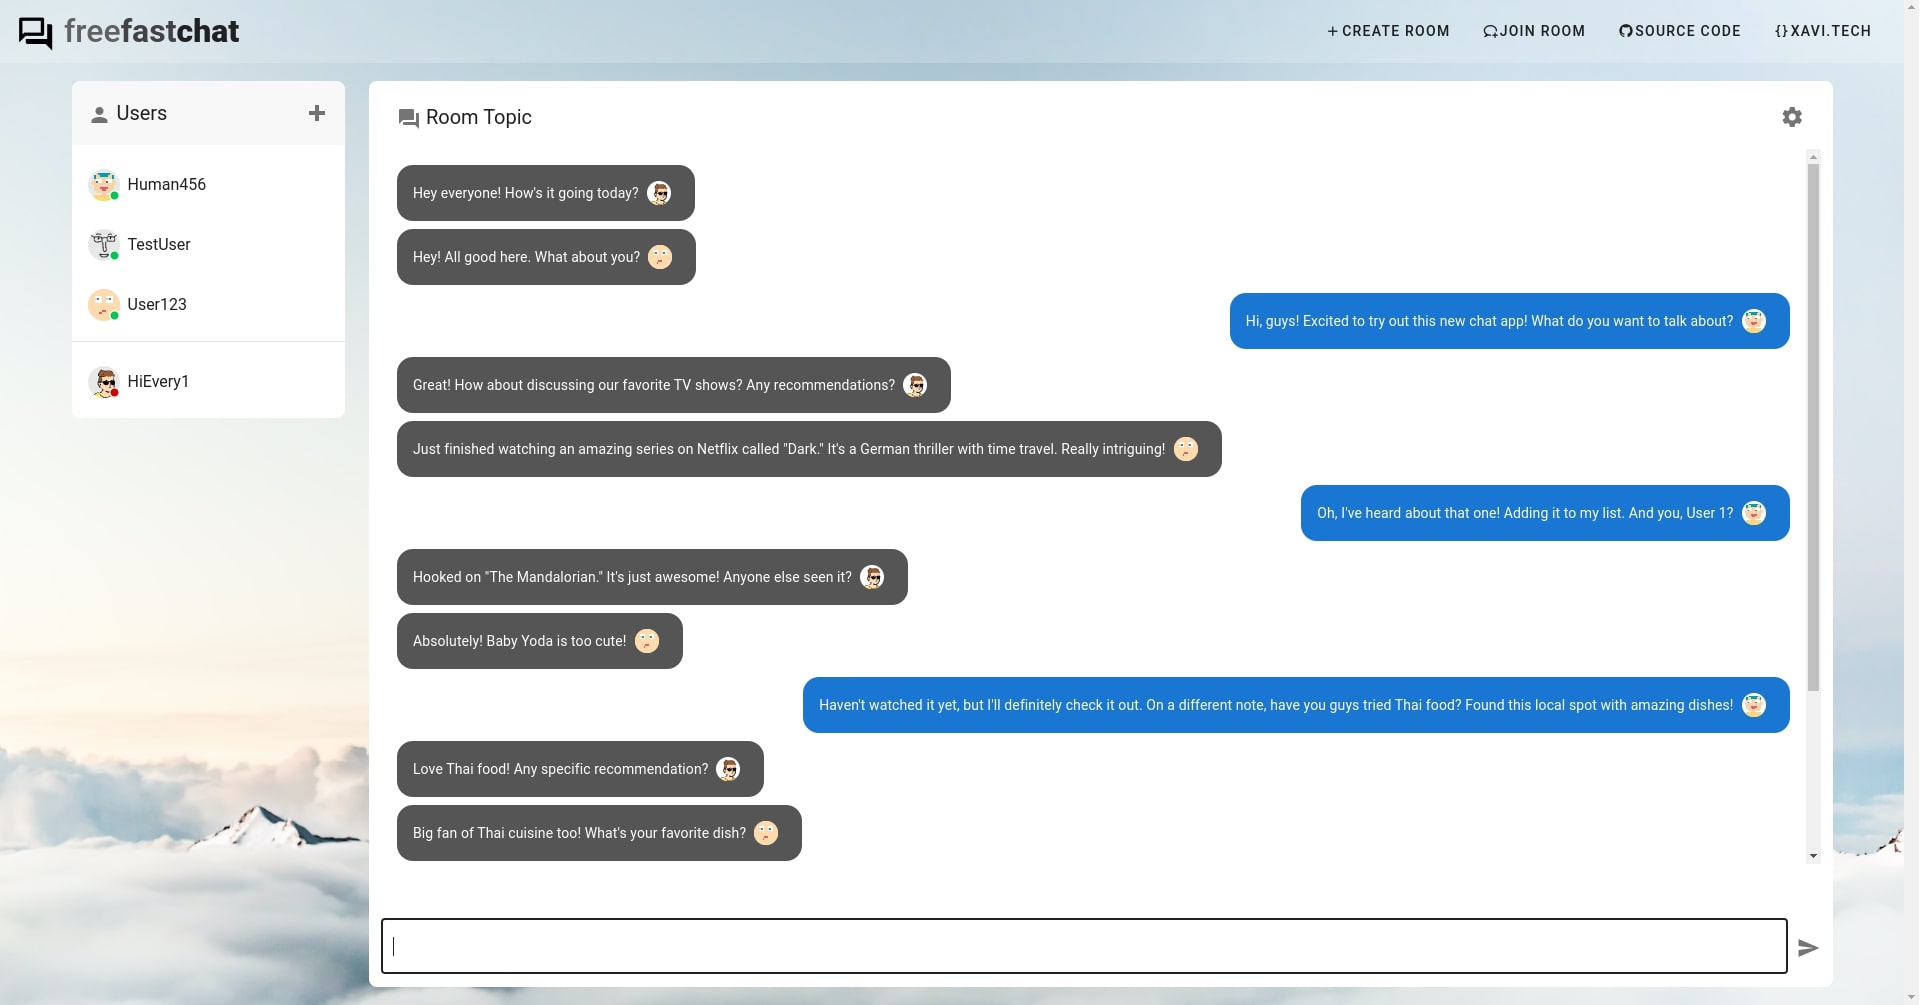 freefastchat
+ CREATE ROOM
JOIN ROOM
SOURCE CODE
{} XAVI.TECH
Users
Human456
TestUser
User123
HiEvery1
Room Topic
Hey everyone! How's it going today?
Hey! All good here. What about you?
Hi, guys! Excited to try out this new chat app! What do you want to talk about?
Great! How about discussing our favorite TV shows? Any recommendations?
Just finished watching an amazing series on Netflix called "Dark." It's a German thriller with time travel. Really intriguing!
Oh, I've heard about that one! Adding it to my list. And you, User 1?
Hooked on "The Mandalorian." It's just awesome! Anyone else seen it?
Absolutely! Baby Yoda is too cute!
Haven't watched it yet, but I'll definitely check it out. On a different note, have you guys tried Thai food? Found this local spot with amazing dishes!
Love Thai food! Any specific recommendation?
Big fan of Thai cuisine too! What's your favorite dish?